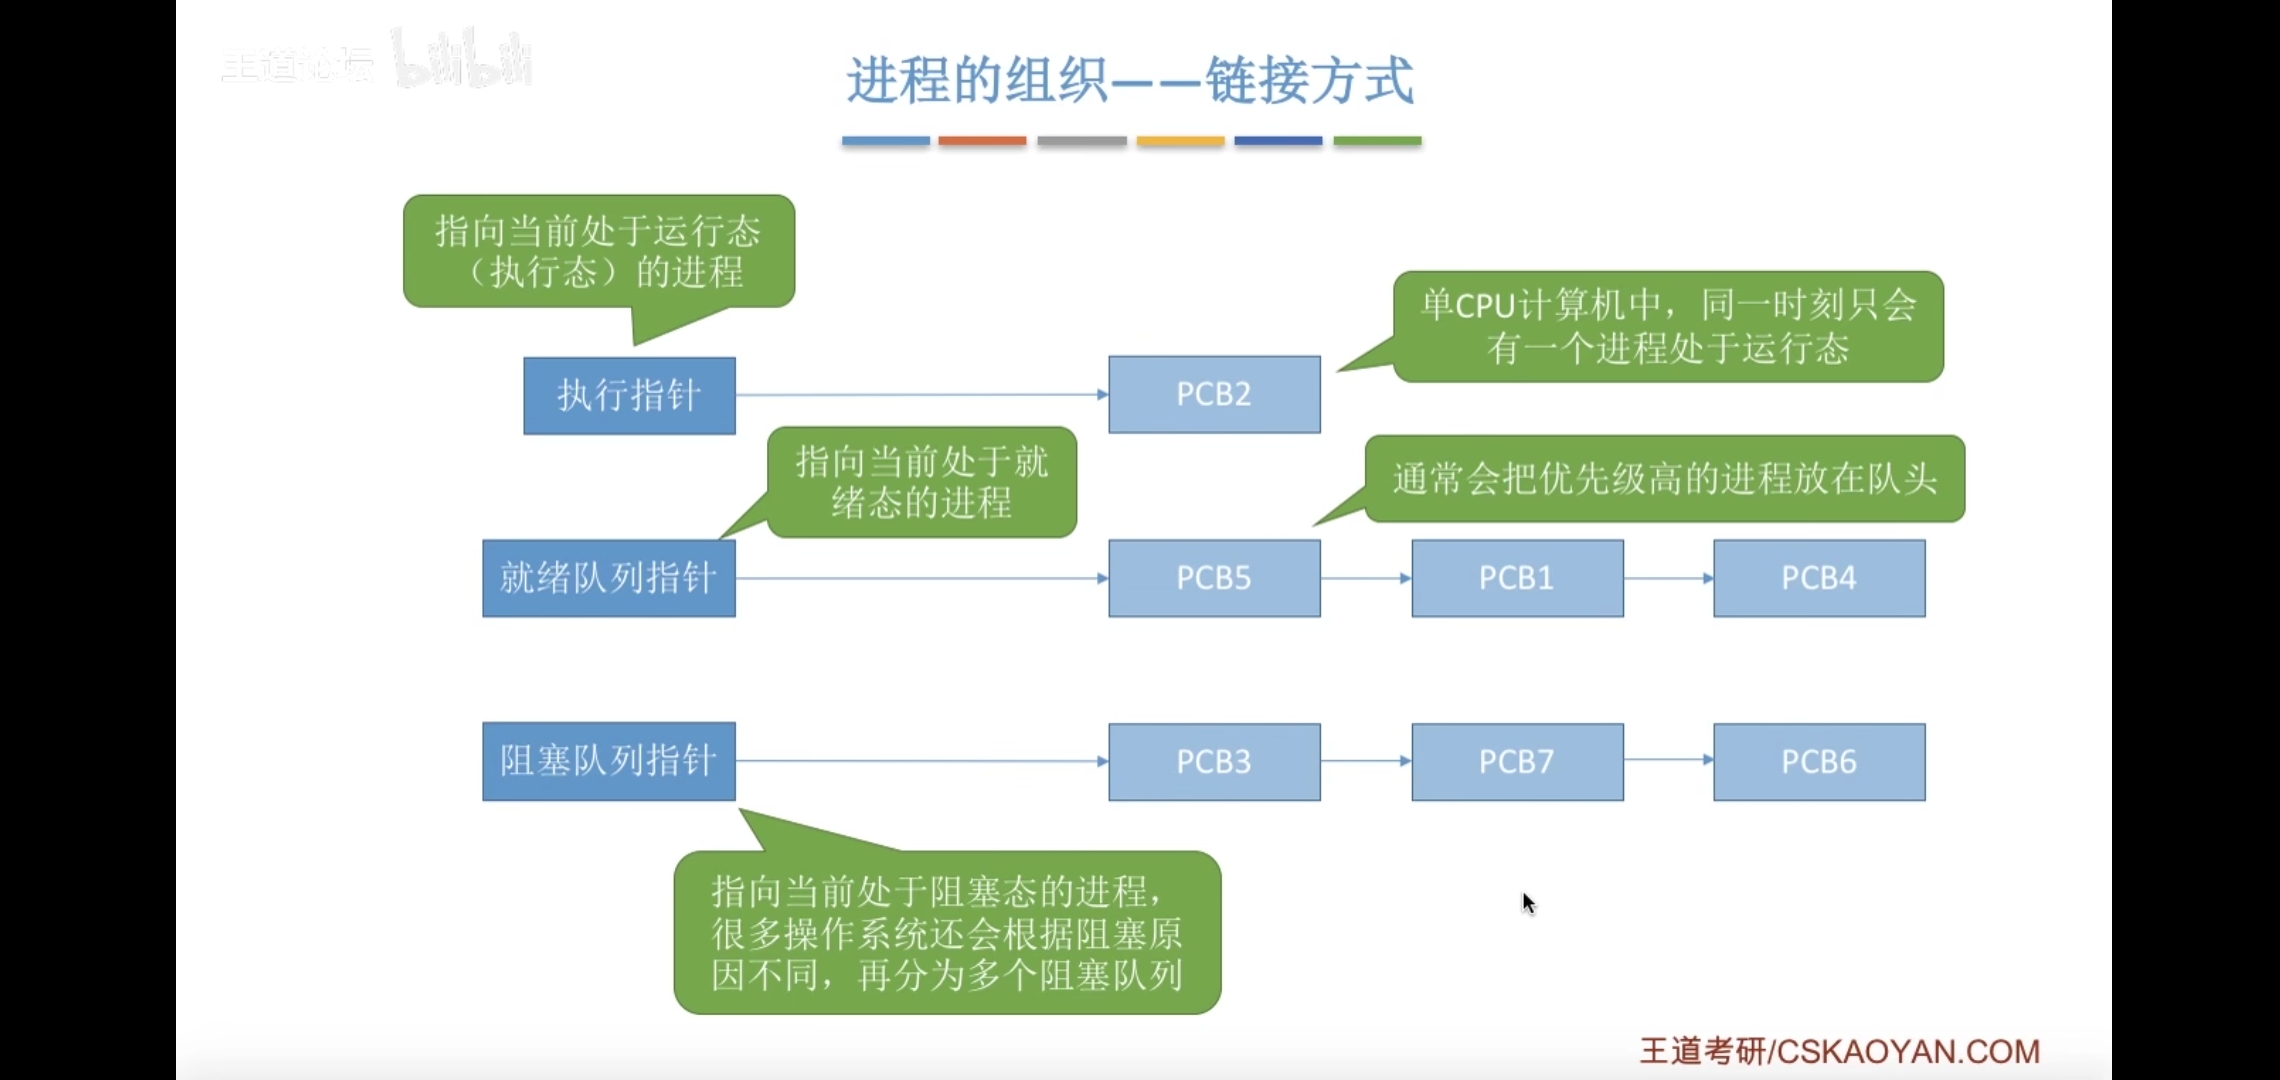 王道论坛 bilibili
进程的组织——链接方式
指向当前处于运行态
（执行态）的进程
单CPU计算机中，同一时刻只会
有一个进程处于运行态
执行指针
PCB2
指向当前处于就
绪态的进程
通常会把优先级高的进程放在队头
就绪队列指针
PCB5
PCB1
PCB4
阻塞队列指针
PCB3
PCB7
PCB6
指向当前处于阻塞态的进程，
很多操作系统还会根据阻塞原
因不同，再分为多个阻塞队列
王道考研/CSKAOYAN.COM